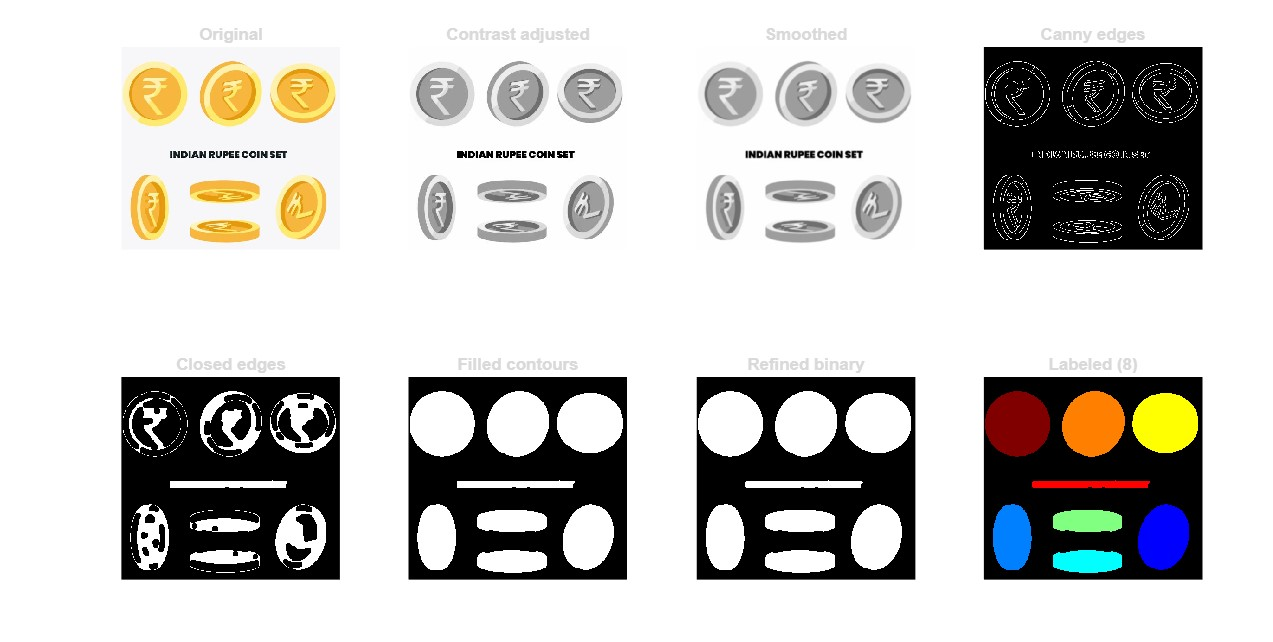 Original
Contrast adjusted
Smoothed
Canny edges
INDIAN RUPEE COIN SET
INDIAN RUPEE COIN SET
INDIAN RUPEE COIN SET
Closed edges
Filled contours
Refined binary
Labeled (8)